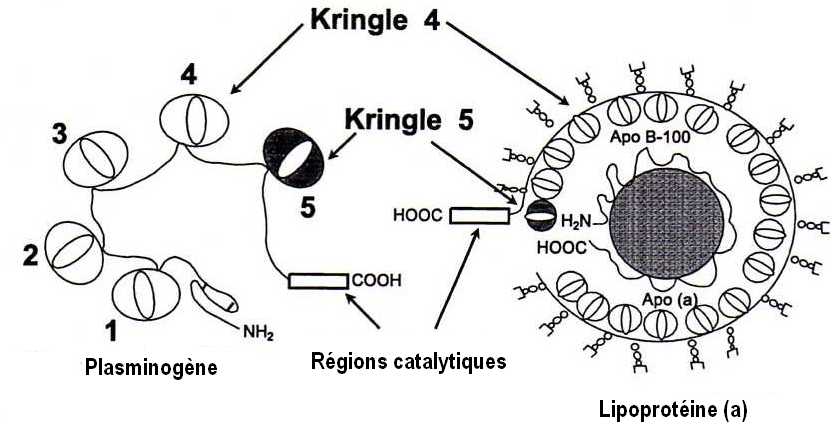 Kringle 4
4
3
Kringle 5
Apo B-100
5
HOOC
H₂N
2
HOOC
COOH
Apo (a)
1
NH₂
Plasminogène
Régions catalytiques
Lipoprotéine (a)